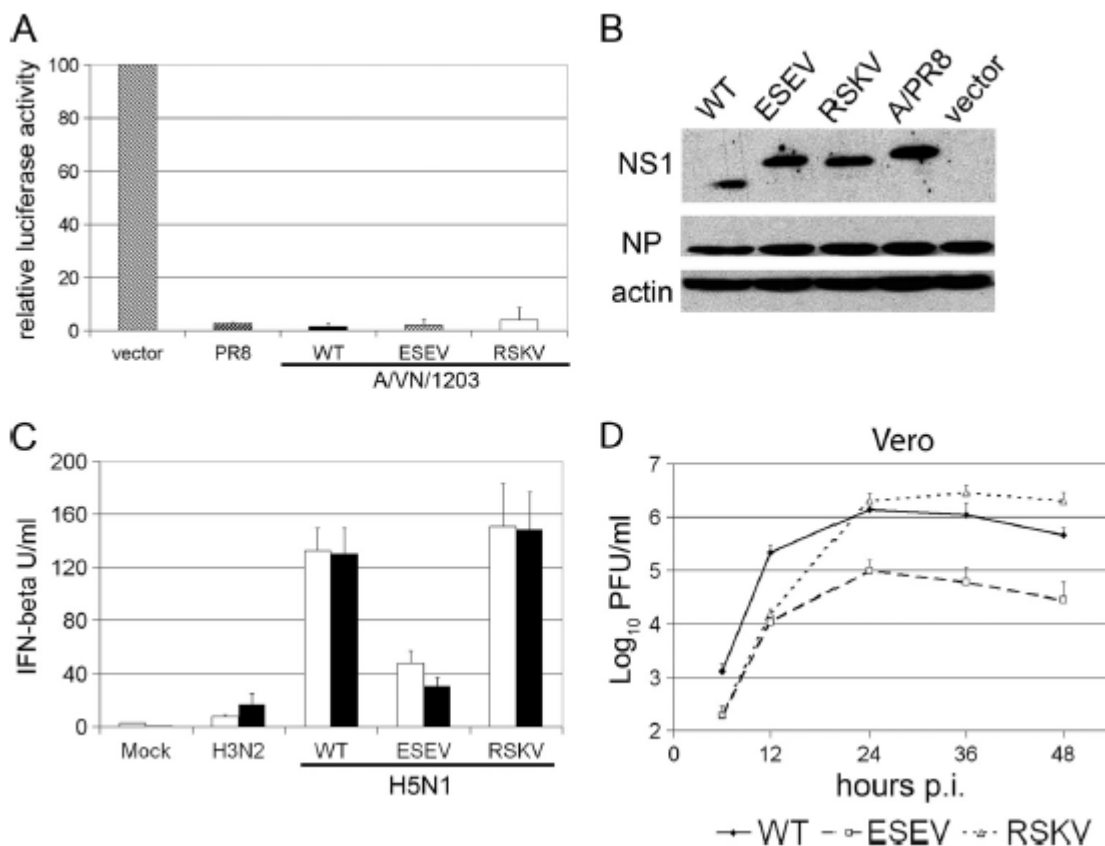 A
relative luciferase activity
100
80
60
40
20
0
vector PR8 WT ESEV RSKV
A/VN/1203
B
WT ESEV RSKV A/PR8 vector
NS1
NP
actin
C
IFN-beta U/ml
200
160
120
80
40
0
Mock H3N2 WT ESEV RSKV
H5N1
D
Vero
Log10 PFU/ml
7
6
5
4
3
2
0 12 24 36 48
hours p.i.
WT ESEV RSKV